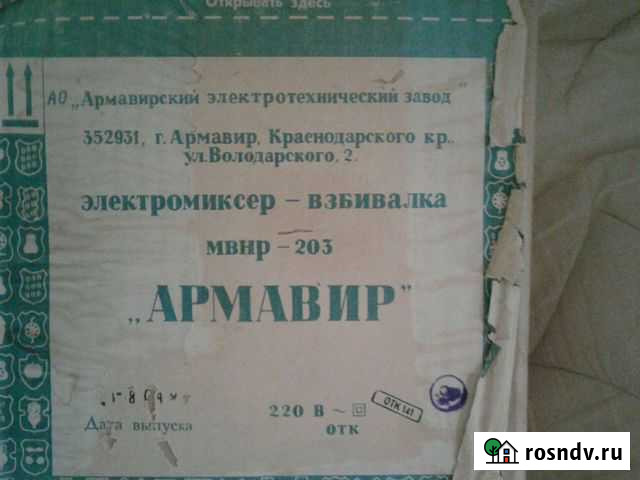 Открывать здесь
АО „Армавирский электротехнический завод"
352931, г. Армавир, Краснодарского кр.
ул.Володарского, 2.
электромиксер – взбивалка
мвнр – 203
„АРМАВИР"
Дата выпуска
220 В ~
ОТК 141
отк
rosndv.ru